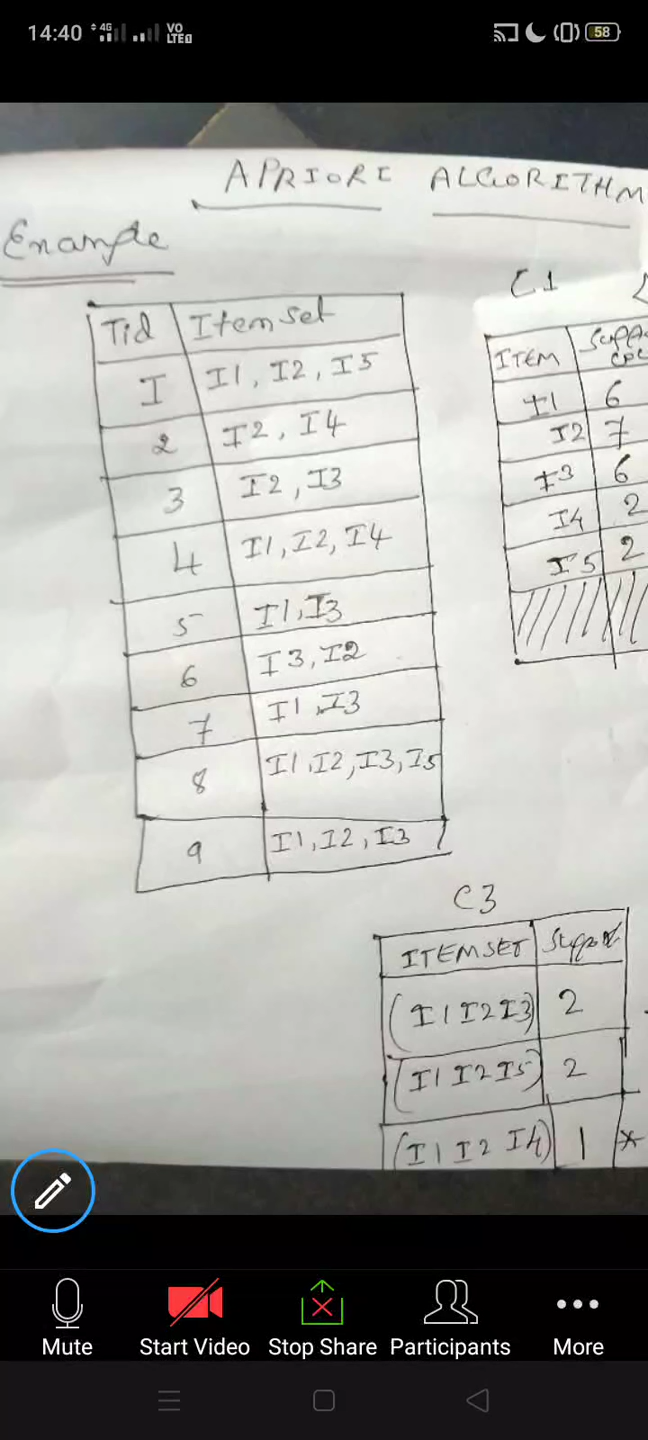 14:40 4G VO LTE 58
APRIORI ALGORITHM
Example
Tid Itemset
I I1, I2, I5
2 I2, I4
3 I2, I3
4 I1, I2, I4
5 I1, I3
6 I3, I2
7 I1, I3
8 I1, I2, I3, I5
9 I1, I2, I3
C1
ITEM
I1 6
I2 7
I3 6
I4 2
I5 2
C3
ITEMSET Support
(I1 I2 I3) 2
(I1 I2 I5) 2
(I1 I2 I4) 1 *
Mute Start Video Stop Share Participants More